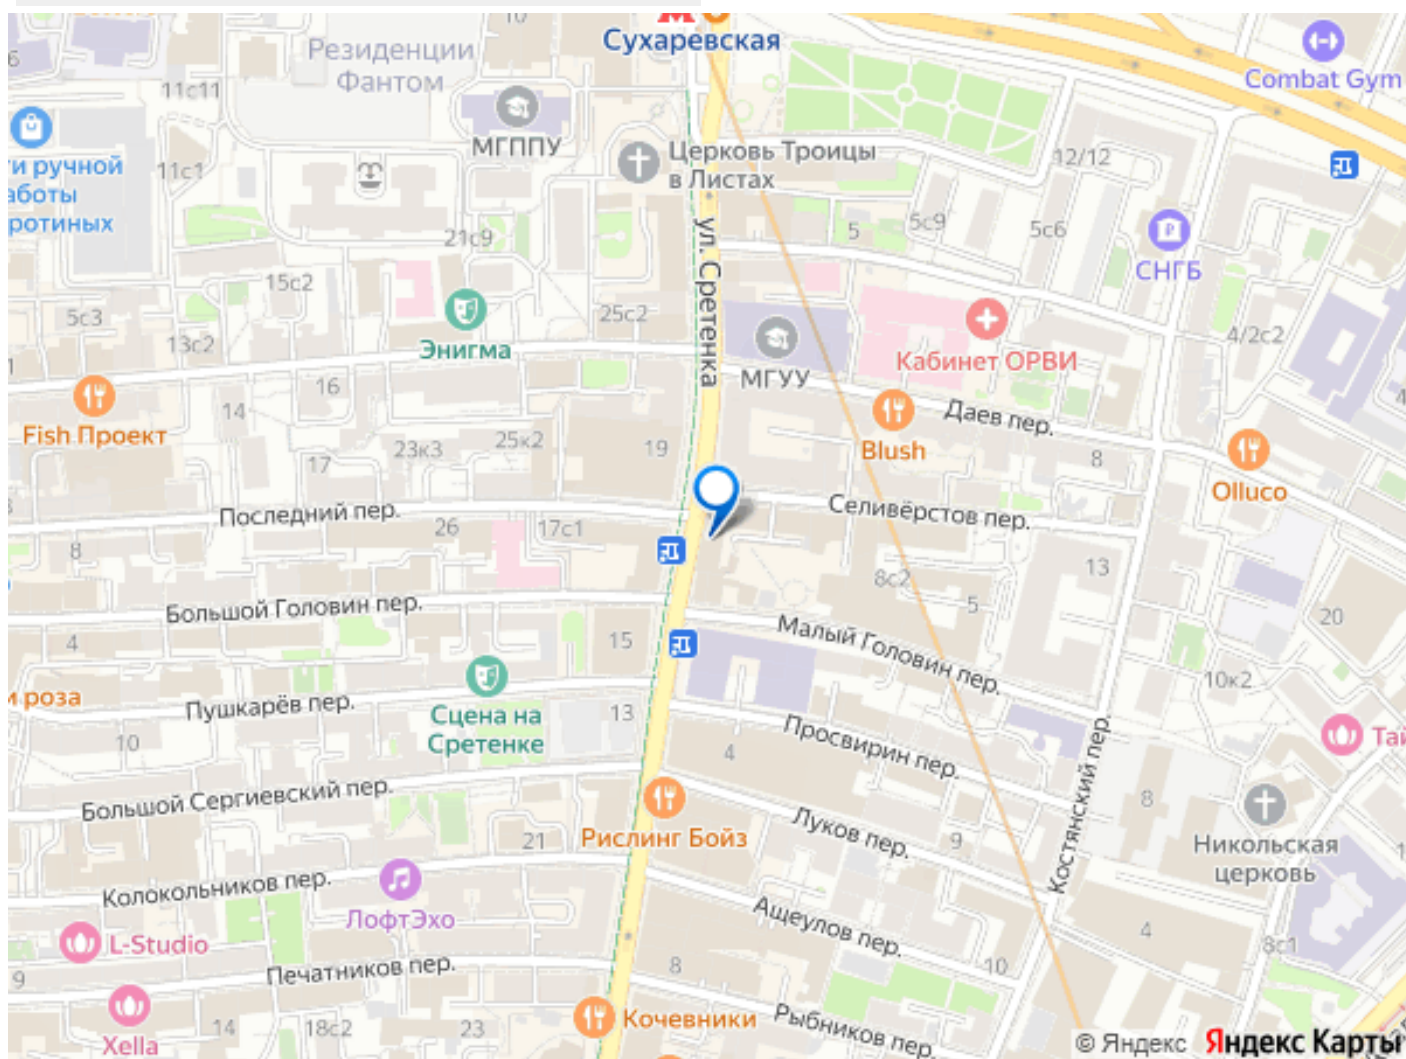 10
Сухаревская
Резиденции
Фантом
Combat Gym
11с11
МГППУ
Церковь Троицы
в Листах
12/12
ти ручной
аботы
ротиных
11с1
21с9
ул. Сретенка
5
5с9
5с6
СНГБ
15с2
5с3
13с2
Энигма
25с2
МГУУ
Кабинет ОРВИ
4/2с2
16
14
Fish Проект
17
23к3
25к2
19
Даев пер.
Blush
8
Olluco
Последний пер.
26
17с1
Селивёрстов пер.
8
8с2
5
13
20
Большой Головин пер.
4
15
Малый Головин пер.
10к2
и роза
Пушкарёв пер.
Сцена на
Сретенке
13
10
4
Просвирин пер.
Костянский пер.
Тай
8
Большой Сергиевский пер.
Рислинг Бойз
21
Луков пер.
9
Никольская
церковь
Колокольников пер.
ЛофтЭхо
L-Studio
Ащеулов пер.
4
8с1
9
Печатников пер.
8
10
14
18с2
23
Xella
Кочевники
Рыбников пер.
© Яндекс Яндекс Карты